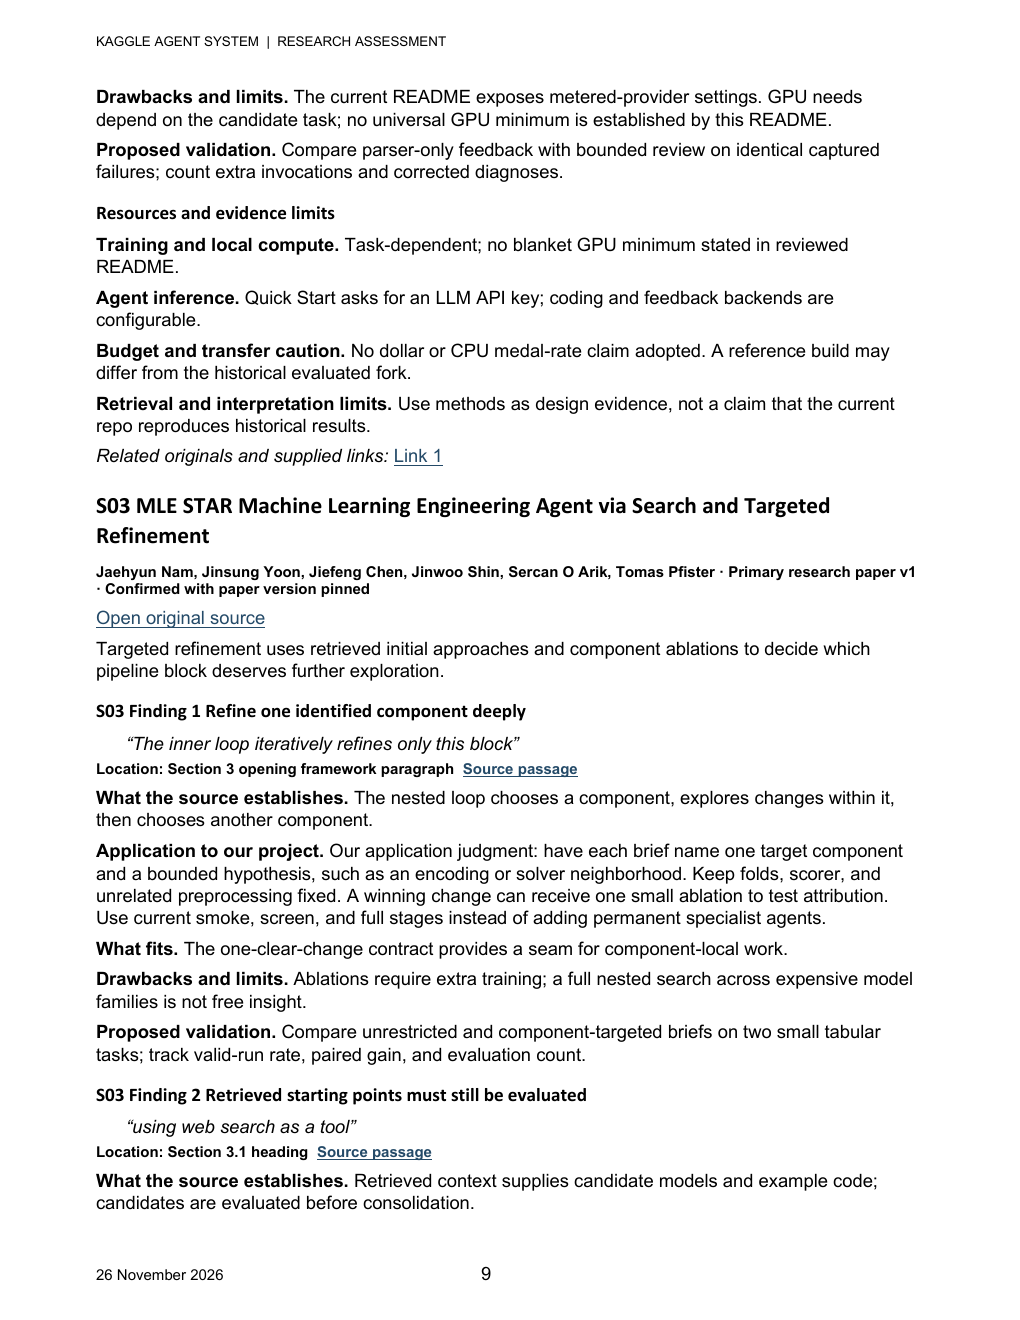 KAGGLE AGENT SYSTEM | RESEARCH ASSESSMENT
Drawbacks and limits. The current README exposes metered-provider settings. GPU needs
depend on the candidate task; no universal GPU minimum is established by this README.
Proposed validation. Compare parser-only feedback with bounded review on identical captured
failures; count extra invocations and corrected diagnoses.
Resources and evidence limits
Training and local compute. Task-dependent; no blanket GPU minimum stated in reviewed
README.
Agent inference. Quick Start asks for an LLM API key; coding and feedback backends are
configurable.
Budget and transfer caution. No dollar or CPU medal-rate claim adopted. A reference build may
differ from the historical evaluated fork.
Retrieval and interpretation limits. Use methods as design evidence, not a claim that the current
repo reproduces historical results.
Related originals and supplied links: Link 1
S03 MLE STAR Machine Learning Engineering Agent via Search and Targeted
Refinement
Jaehyun Nam, Jinsung Yoon, Jiefeng Chen, Jinwoo Shin, Sercan O Arik, Tomas Pfister · Primary research paper v1
· Confirmed with paper version pinned
Open original source
Targeted refinement uses retrieved initial approaches and component ablations to decide which
pipeline block deserves further exploration.
S03 Finding 1 Refine one identified component deeply
“The inner loop iteratively refines only this block”
Location: Section 3 opening framework paragraph Source passage
What the source establishes. The nested loop chooses a component, explores changes within it,
then chooses another component.
Application to our project. Our application judgment: have each brief name one target component
and a bounded hypothesis, such as an encoding or solver neighborhood. Keep folds, scorer, and
unrelated preprocessing fixed. A winning change can receive one small ablation to test attribution.
Use current smoke, screen, and full stages instead of adding permanent specialist agents.
What fits. The one-clear-change contract provides a seam for component-local work.
Drawbacks and limits. Ablations require extra training; a full nested search across expensive model
families is not free insight.
Proposed validation. Compare unrestricted and component-targeted briefs on two small tabular
tasks; track valid-run rate, paired gain, and evaluation count.
S03 Finding 2 Retrieved starting points must still be evaluated
“using web search as a tool”
Location: Section 3.1 heading Source passage
What the source establishes. Retrieved context supplies candidate models and example code;
candidates are evaluated before consolidation.
26 November 2026
9